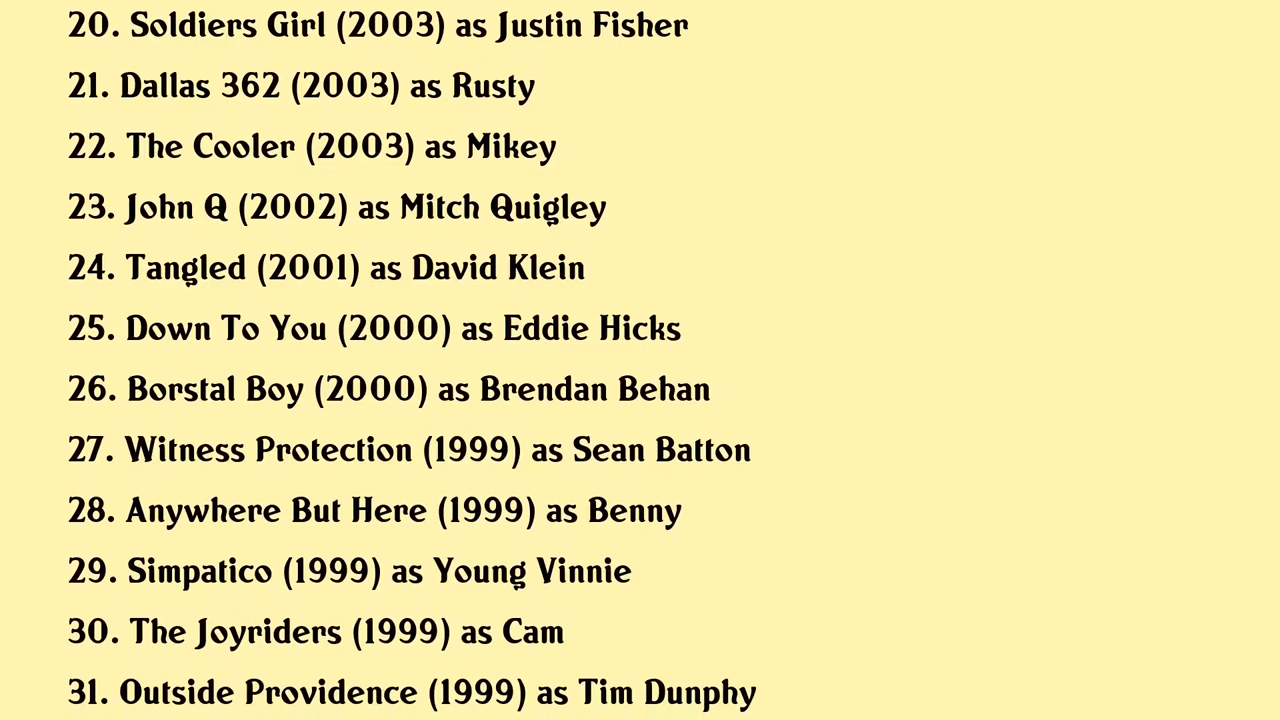 20. Soldiers Girl (2003) as Justin Fisher
21. Dallas 362 (2003) as Rusty
22. The Cooler (2003) as Mikey
23. John Q (2002) as Mitch Quigley
24. Tangled (2001) as David Klein
25. Down To You (2000) as Eddie Hicks
26. Borstal Boy (2000) as Brendan Behan
27. Witness Protection (1999) as Sean Batton
28. Anywhere But Here (1999) as Benny
29. Simpatico (1999) as Young Vinnie
30. The Joyriders (1999) as Cam
31. Outside Providence (1999) as Tim Dunphy